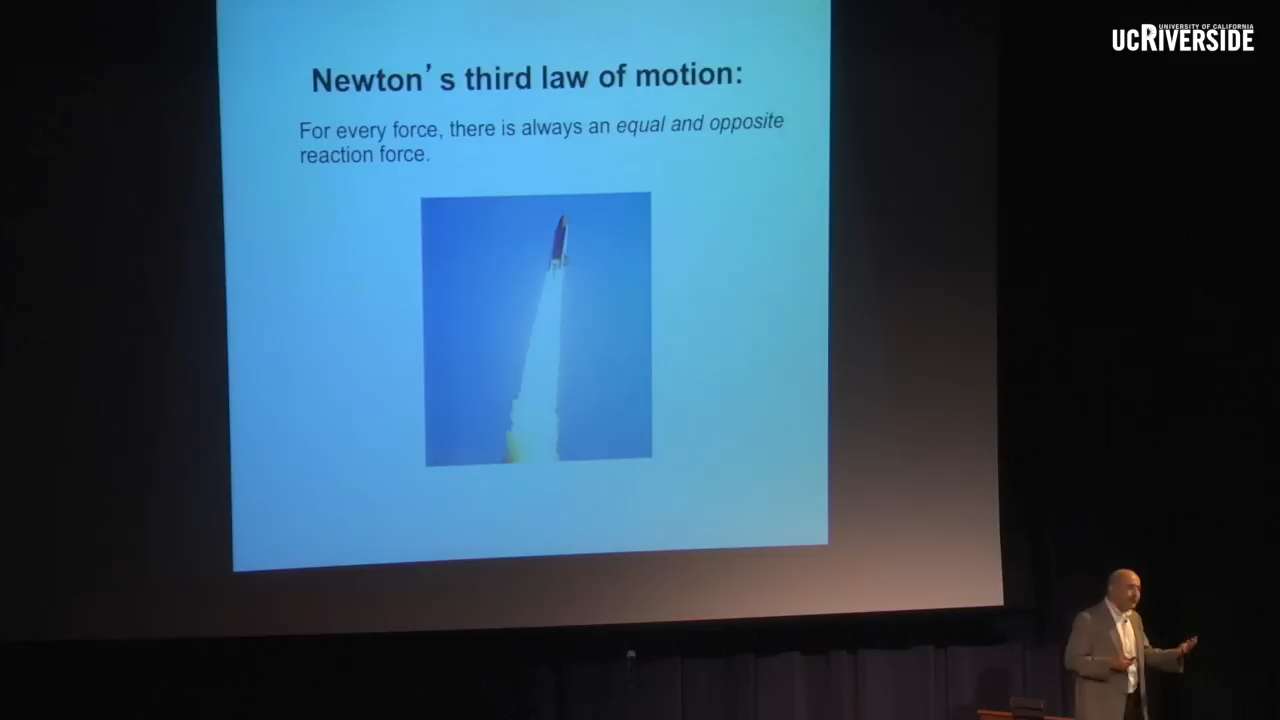 UNIVERSITY OF CALIFORNIA
UCRIVERSIDE
Newton's third law of motion:
For every force, there is always an equal and opposite
reaction force.